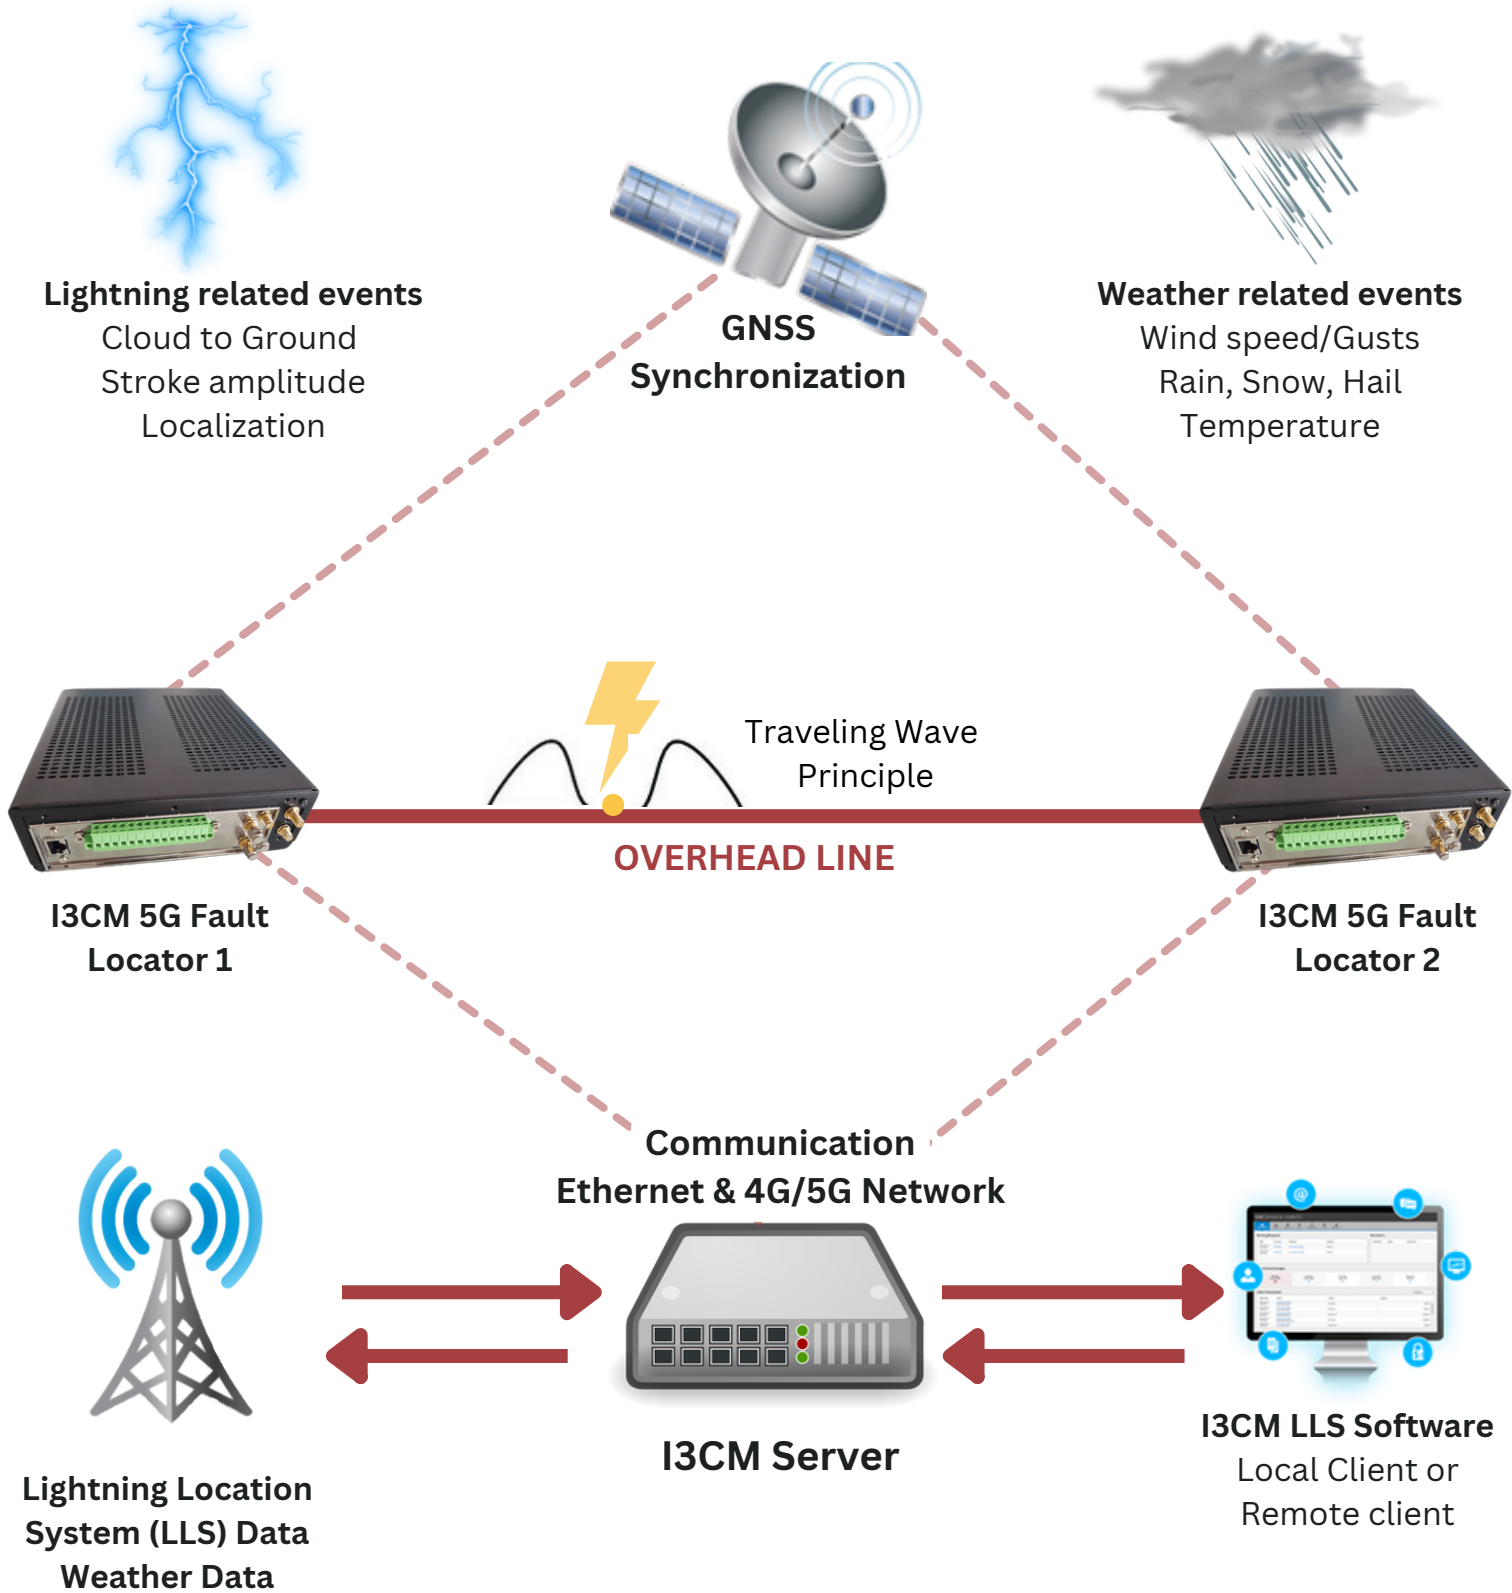 Lightning related events
Cloud to Ground
Stroke amplitude
Localization
GNSS
Synchronization
Weather related events
Wind speed/Gusts
Rain, Snow, Hail
Temperature
Traveling Wave
Principle
OVERHEAD LINE
I3CM 5G Fault
Locator 1
I3CM 5G Fault
Locator 2
Communication
Ethernet & 4G/5G Network
I3CM Server
Lightning Location
System (LLS) Data
Weather Data
I3CM LLS Software
Local Client or
Remote client